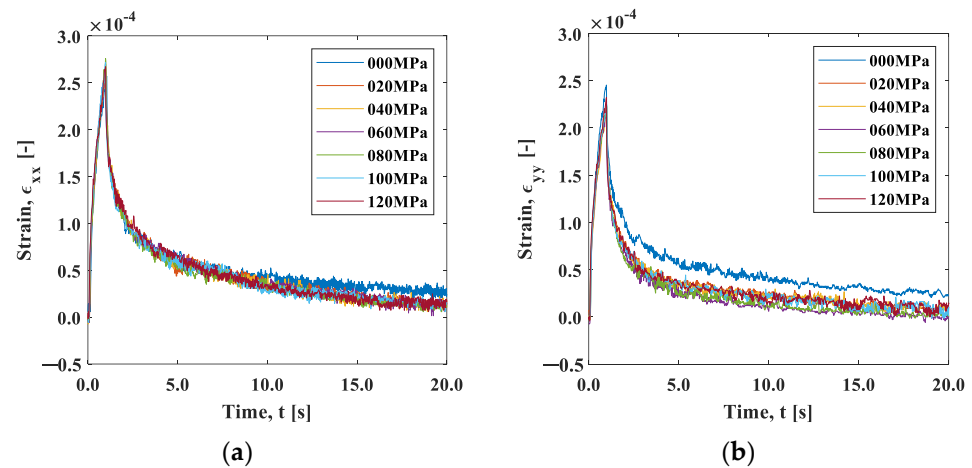 ×10⁻⁴
3.0
2.5
2.0
1.5
1.0
0.5
0.0
−0.5
Strain, ϵxx [-]
000MPa
020MPa
040MPa
060MPa
080MPa
100MPa
120MPa
0.0 5.0 10.0 15.0 20.0
Time, t [s]
(a)
×10⁻⁴
3.0
2.5
2.0
1.5
1.0
0.5
0.0
−0.5
Strain, ϵyy [-]
000MPa
020MPa
040MPa
060MPa
080MPa
100MPa
120MPa
0.0 5.0 10.0 15.0 20.0
Time, t [s]
(b)